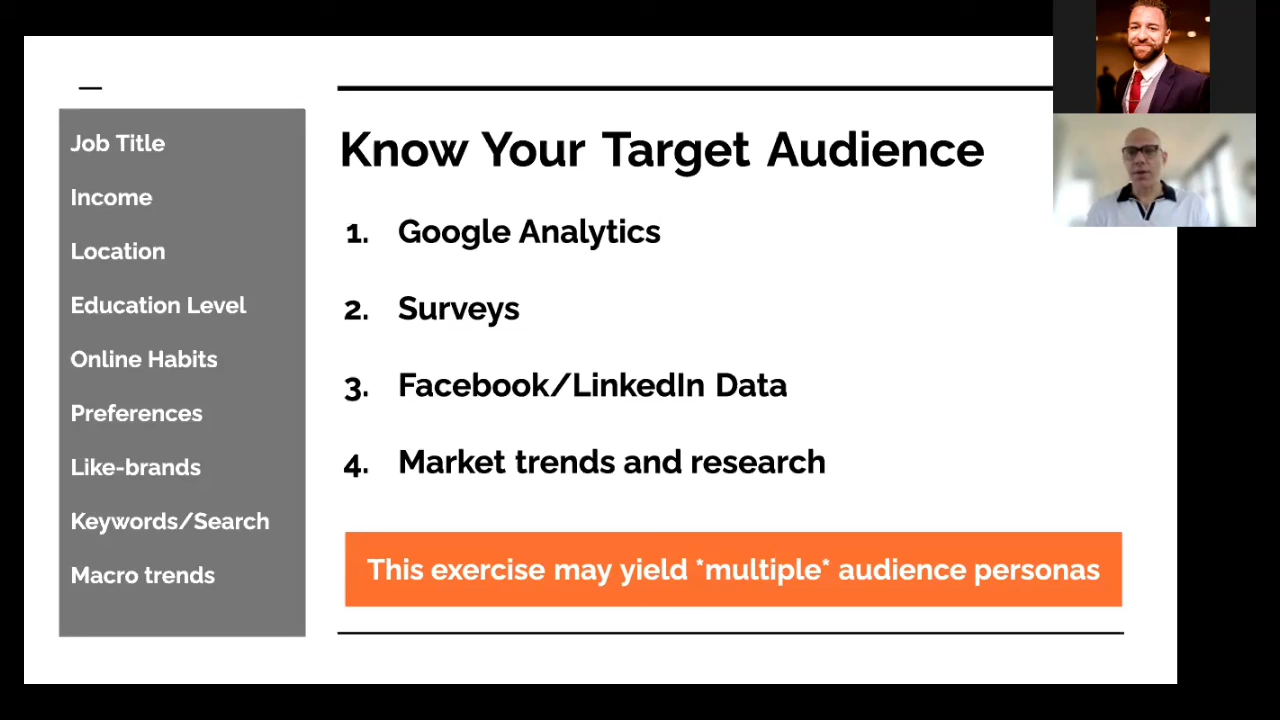 Job Title
Income
Location
Education Level
Online Habits
Preferences
Like-brands
Keywords/Search
Macro trends
Know Your Target Audience
1. Google Analytics
2. Surveys
3. Facebook/LinkedIn Data
4. Market trends and research
This exercise may yield *multiple* audience personas